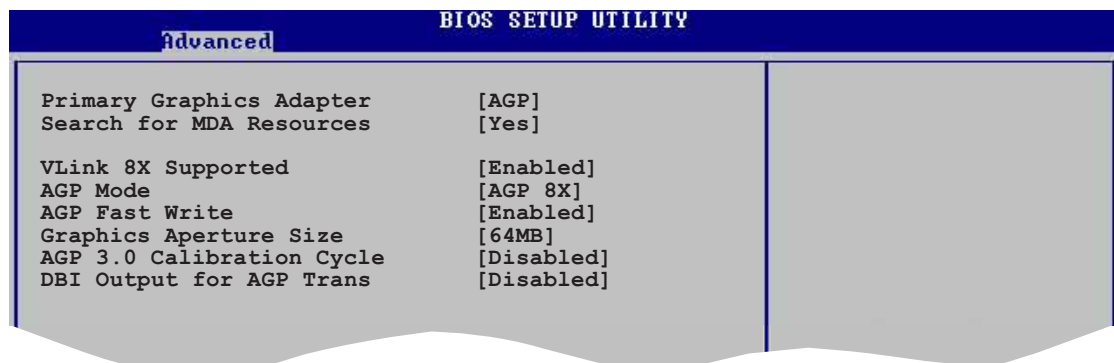 BIOS SETUP UTILITY
Advanced
Primary Graphics Adapter [AGP]
Search for MDA Resources [Yes]
VLink 8X Supported [Enabled]
AGP Mode [AGP 8X]
AGP Fast Write [Enabled]
Graphics Aperture Size [64MB]
AGP 3.0 Calibration Cycle [Disabled]
DBI Output for AGP Trans [Disabled]